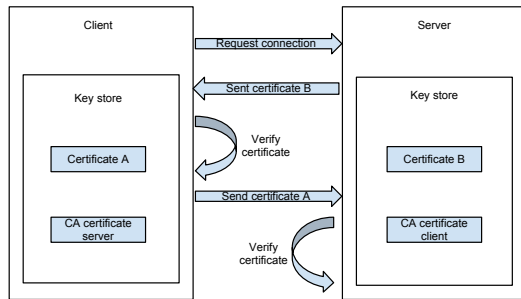 Client
Server
Request connection
Sent certificate B
Key store
Key store
Verify
certificate
Certificate A
Certificate B
Send certificate A
CA certificate
server
CA certificate
client
Verify
certificate